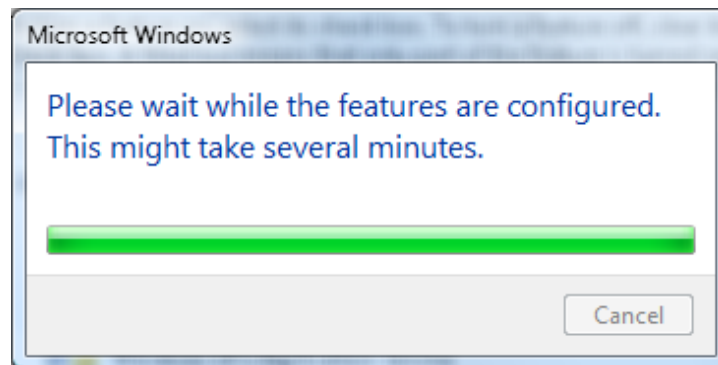 Microsoft Windows
Please wait while the features are configured.
This might take several minutes.
Cancel